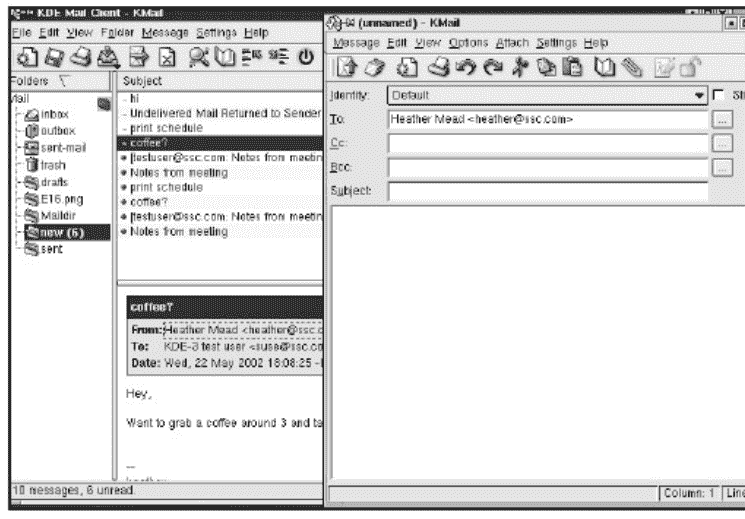 KDE Mail Client - KMail
File Edit View Folder Message Settings Help
Folders
Subject
Mail
inbox
outbox
sent-mail
trash
drafts
E16.png
Maildir
new (6)
sent
hi
Undelivered Mail Returned to Sender
print schedule
coffee?
[testuser@ssc.com: Notes from meetin
Notes from meeting
print schedule
coffee?
[testuser@ssc.com: Notes from meetin
Notes from meeting
coffee?
From: Heather Mead <heather@ssc.c
To: KDE-3 test user <suse@ssc.co
Date: Wed, 22 May 2002 18:08:25 -
Hey,
Want to grab a coffee around 3 and ta
--
10 messages, 6 unread.
(unnamed) - KMail
Message Edit View Options Attach Settings Help
Identity: Default
To: Heather Mead <heather@ssc.com> ...
Cc: ...
Bcc: ...
Subject:
Column: 1 Line